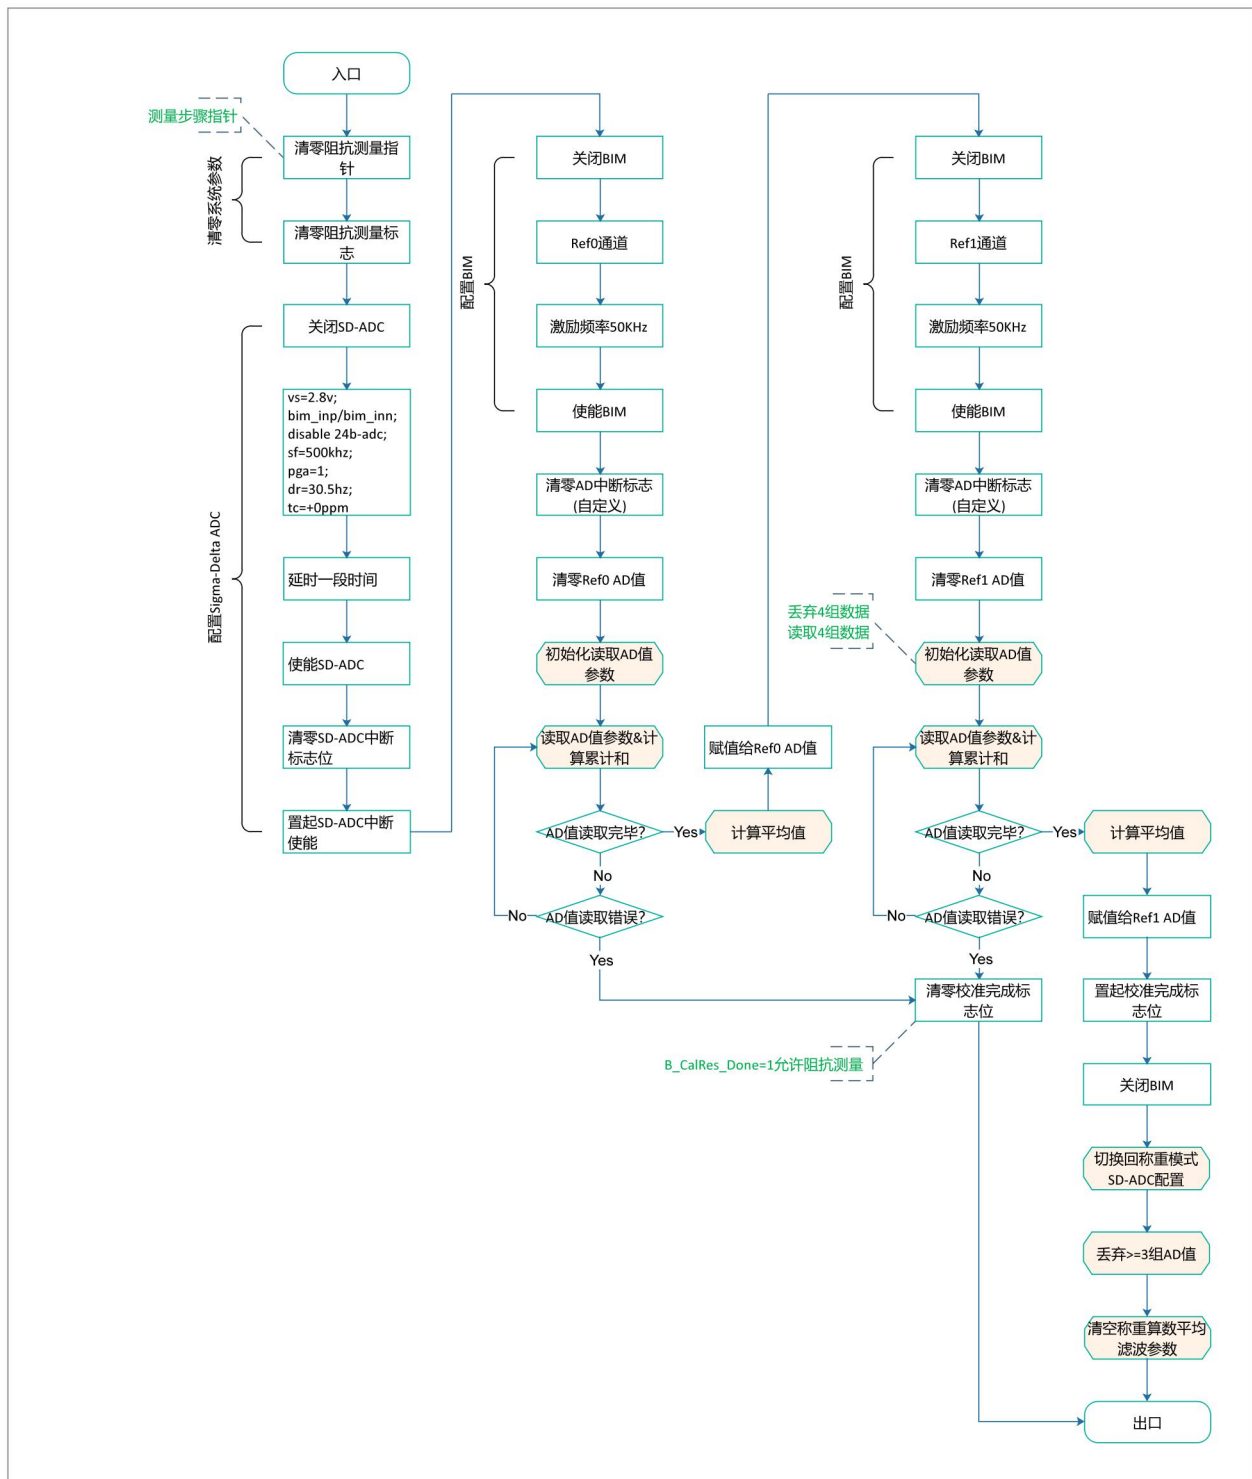 入口
测量步骤指针
清零阻抗测量指
针
清零系统参数
清零阻抗测量标
志
关闭SD-ADC
vs=2.8v;
bim_inp/bim_inn;
disable 24b-adc;
sf=500khz;
pga=1;
dr=30.5hz;
tc=+0ppm
配置Sigma-Delta ADC
延时一段时间
使能SD-ADC
清零SD-ADC中断
标志位
置起SD-ADC中断
使能
关闭BIM
Ref0通道
配置BIM
激励频率50KHz
使能BIM
清零AD中断标志
(自定义)
清零Ref0 AD值
初始化读取AD值
参数
读取AD值参数&计
算累计和
AD值读取完毕?
Yes
计算平均值
赋值给Ref0 AD值
No
AD值读取错误?
No
Yes
关闭BIM
Ref1通道
配置BIM
激励频率50KHz
使能BIM
清零AD中断标志
(自定义)
清零Ref1 AD值
丢弃4组数据
读取4组数据
初始化读取AD值
参数
读取AD值参数&计
算累计和
AD值读取完毕?
Yes
计算平均值
No
AD值读取错误?
No
Yes
清零校准完成标
志位
B_CalRes_Done=1允许阻抗测量
赋值给Ref1 AD值
置起校准完成标
志位
关闭BIM
切换回称重模式
SD-ADC配置
丢弃>=3组AD值
清空称重算数平均
滤波参数
出口